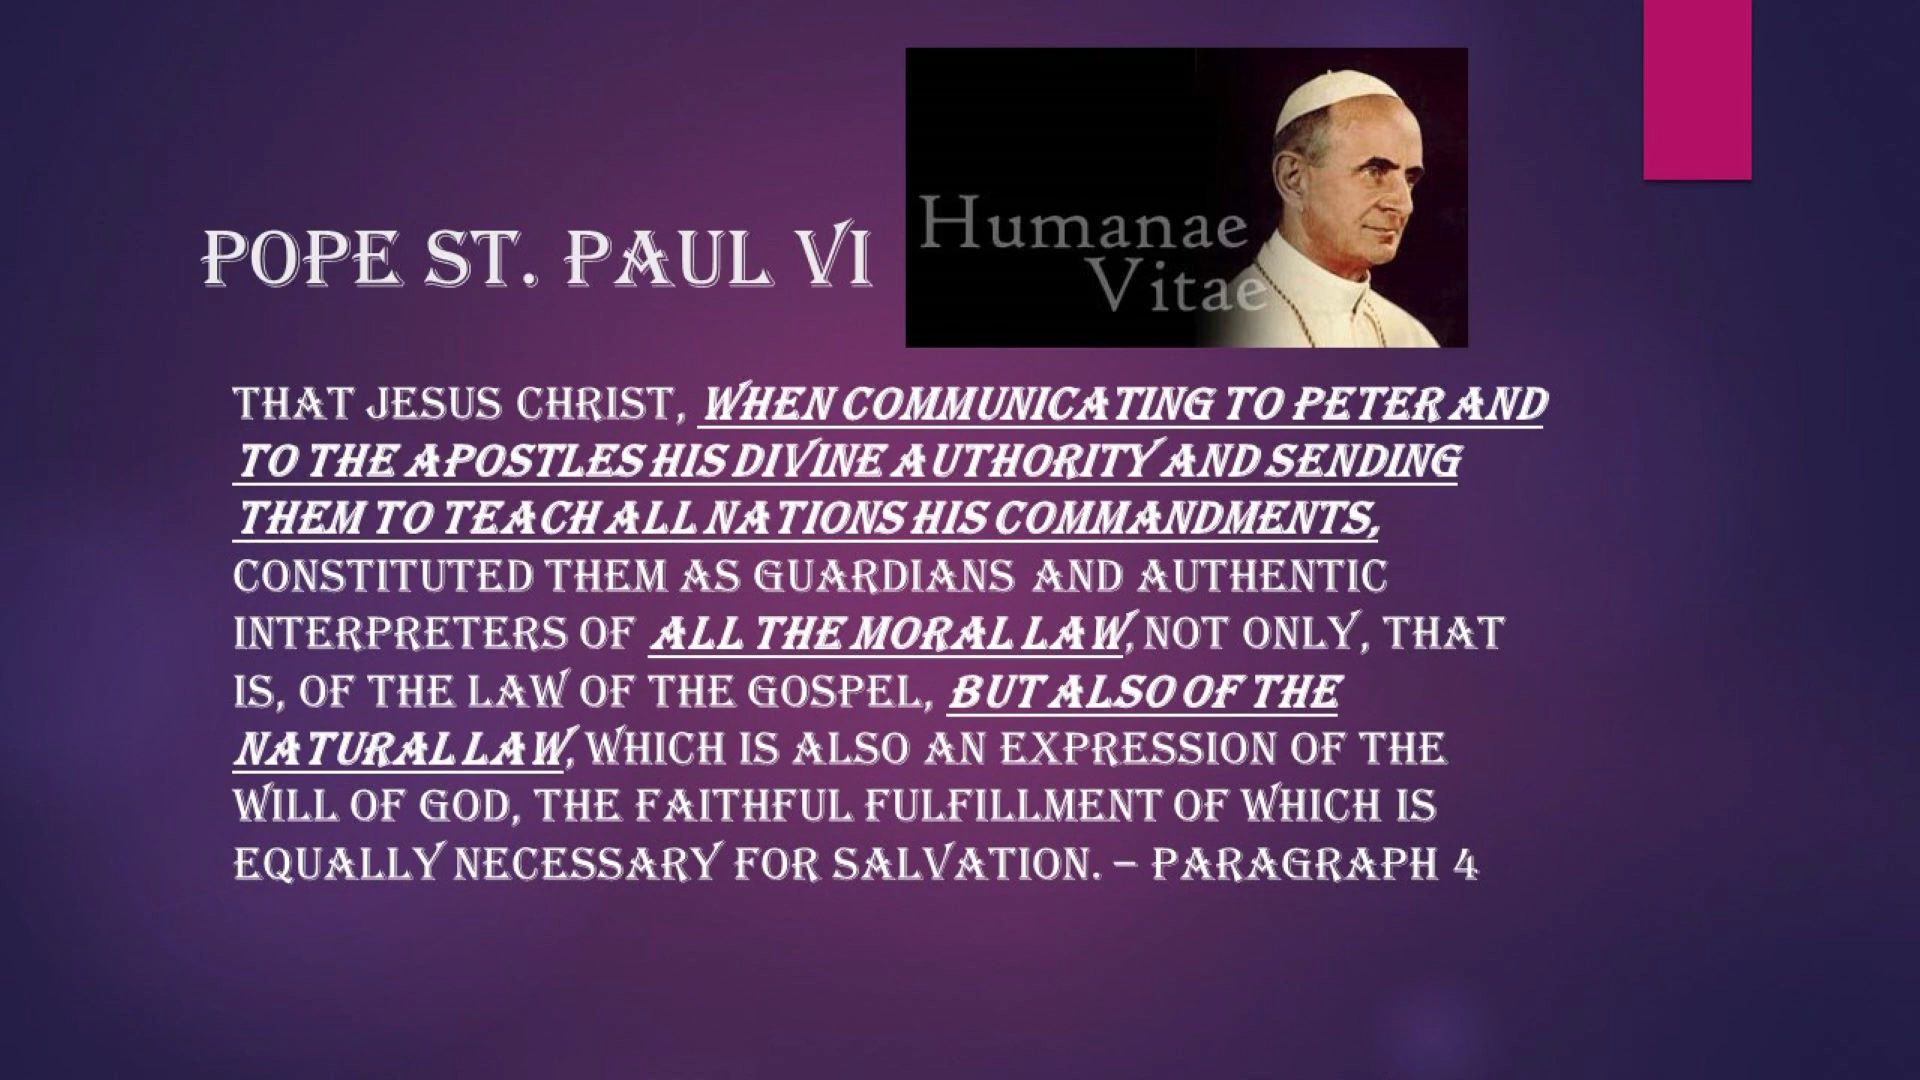 POPE ST. PAUL VI
Humanae
Vitae
THAT JESUS CHRIST, WHEN COMMUNICATING TO PETER AND
TO THE APOSTLES HIS DIVINE AUTHORITY AND SENDING
THEM TO TEACH ALL NATIONS HIS COMMANDMENTS,
CONSTITUTED THEM AS GUARDIANS AND AUTHENTIC
INTERPRETERS OF ALL THE MORAL LAW, NOT ONLY, THAT
IS, OF THE LAW OF THE GOSPEL, BUT ALSO OF THE
NATURAL LAW, WHICH IS ALSO AN EXPRESSION OF THE
WILL OF GOD, THE FAITHFUL FULFILLMENT OF WHICH IS
EQUALLY NECESSARY FOR SALVATION. – PARAGRAPH 4